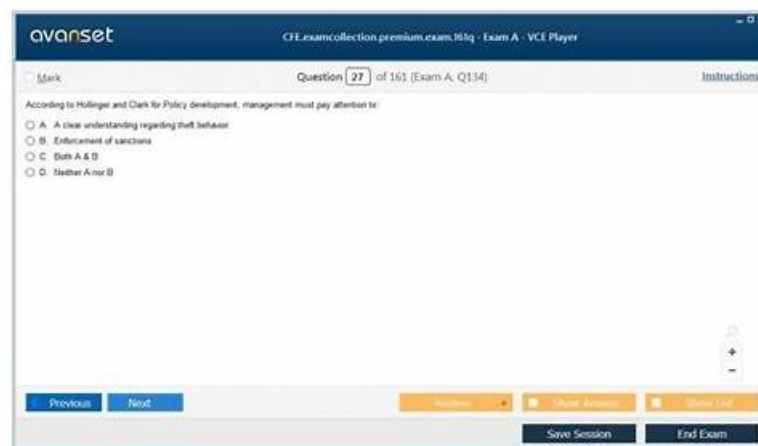 avanset
CFE.examcollection.premium.exam.161q - Exam A - VCE Player
Mark
Question 27 of 161 (Exam A, Q134)
Instructions
According to Hollinger and Clark for Policy development, management must pay attention to:
A. A clear understanding regarding theft behavior
B. Enforcement of sanctions
C. Both A & B
D. Neither A nor B
Previous
Next
Review
Show Answer
Show List
Save Session
End Exam